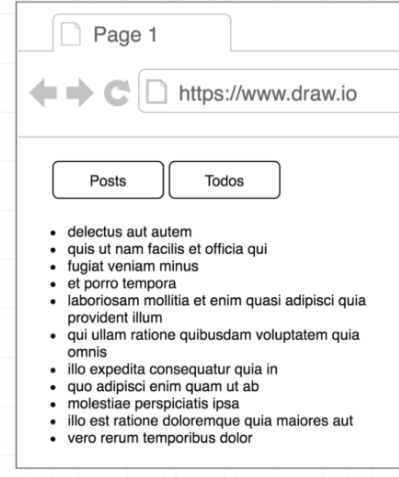 Page 1
https://www.draw.io
Posts Todos
delectus aut autem
quis ut nam facilis et officia qui
fugiat veniam minus
et porro tempora
laboriosam mollitia et enim quasi adipisci quia
provident illum
qui ullam ratione quibusdam voluptatem quia
omnis
illo expedita consequatur quia in
quo adipisci enim quam ut ab
molestiae perspiciatis ipsa
illo est ratione doloremque quia maiores aut
vero rerum temporibus dolor